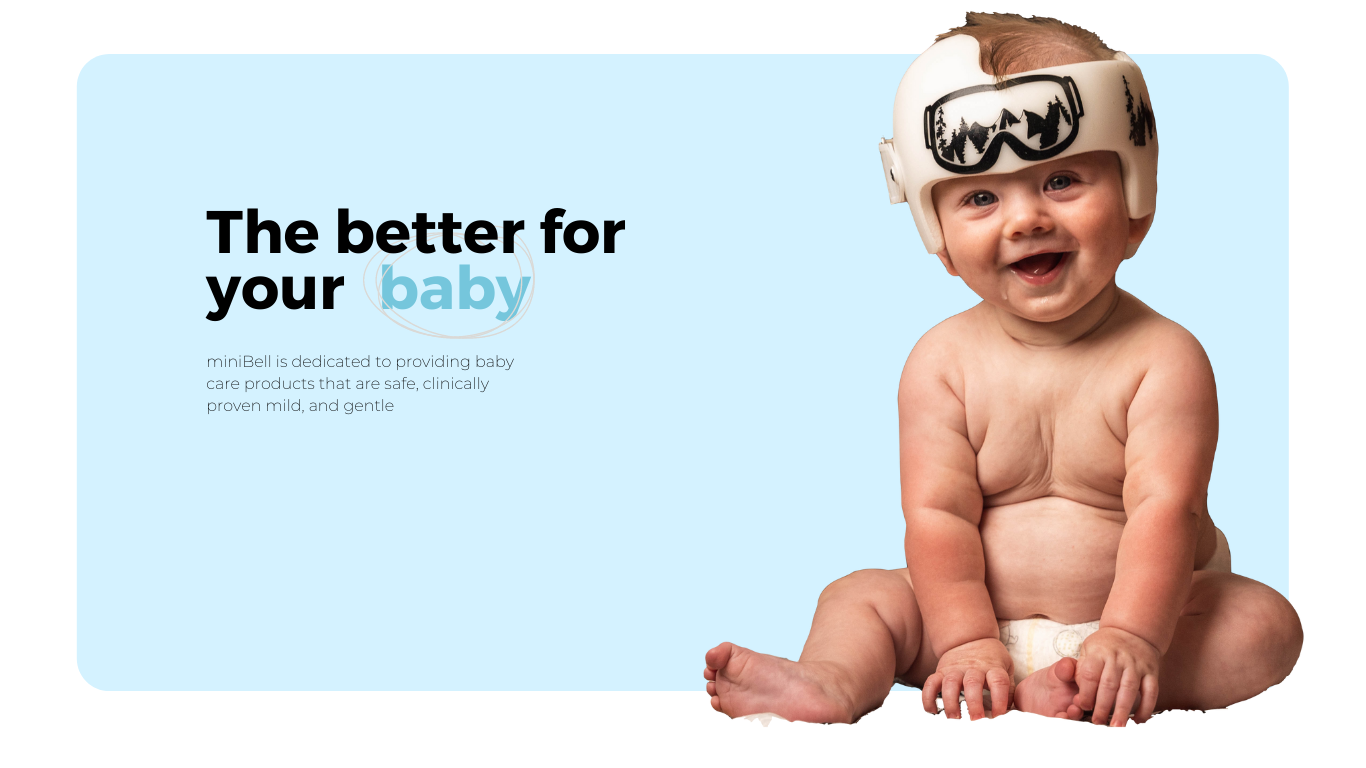 The better for
your baby
miniBell is dedicated to providing baby
care products that are safe, clinically
proven mild, and gentle